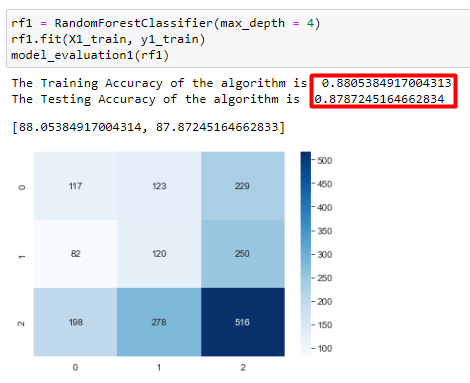 rf1 = RandomForestClassifier(max_depth = 4)
rf1.fit(X1_train, y1_train)
model_evaluation1(rf1)
The Training Accuracy of the algorithm is 0.8805384917004313
The Testing Accuracy of the algorithm is 0.8787245164662834
[88.05384917004314, 87.87245164662833]
500
0 117 123 229
450
400
350
1 82 120 250
300
250
200
2 198 278 516
150
100
0 1 2